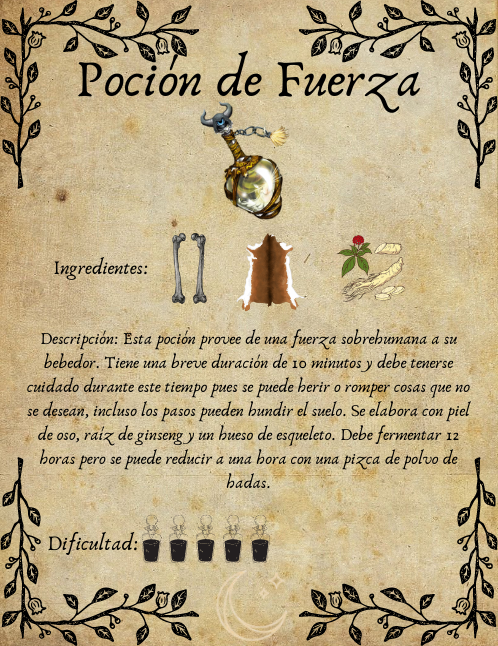 Poción de Fuerza
Ingredientes:
Descripción: Esta poción provee de una fuerza sobrehumana a su
bebedor. Tiene una breve duración de 10 minutos y debe tenerse
cuidado durante este tiempo pues se puede herir o romper cosas que no
se desean, incluso los pasos pueden hundir el suelo. Se elabora con piel
de oso, raíz de ginseng y un hueso de esqueleto. Debe fermentar 12
horas pero se puede reducir a una hora con una pizca de polvo de
hadas.
Dificultad: